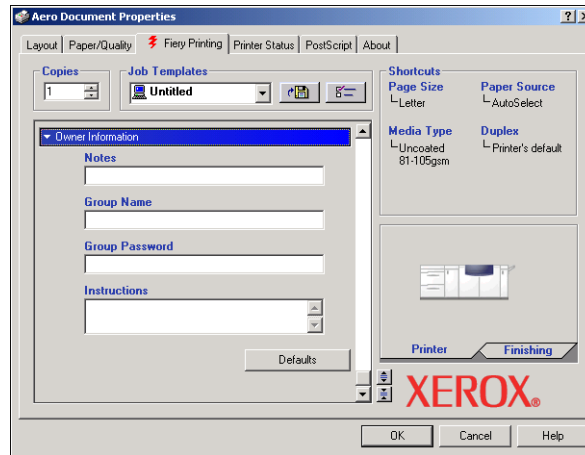 Aero Document Properties
Layout Paper/Quality Fiery Printing Printer Status PostScript About
Copies
1
Job Templates
Untitled
Shortcuts
Page Size
Letter
Paper Source
AutoSelect
Media Type
Uncoated
81-105gsm
Duplex
Printer's default
Owner Information
Notes
Group Name
Group Password
Instructions
Defaults
Printer Finishing
XEROX®
OK Cancel Help